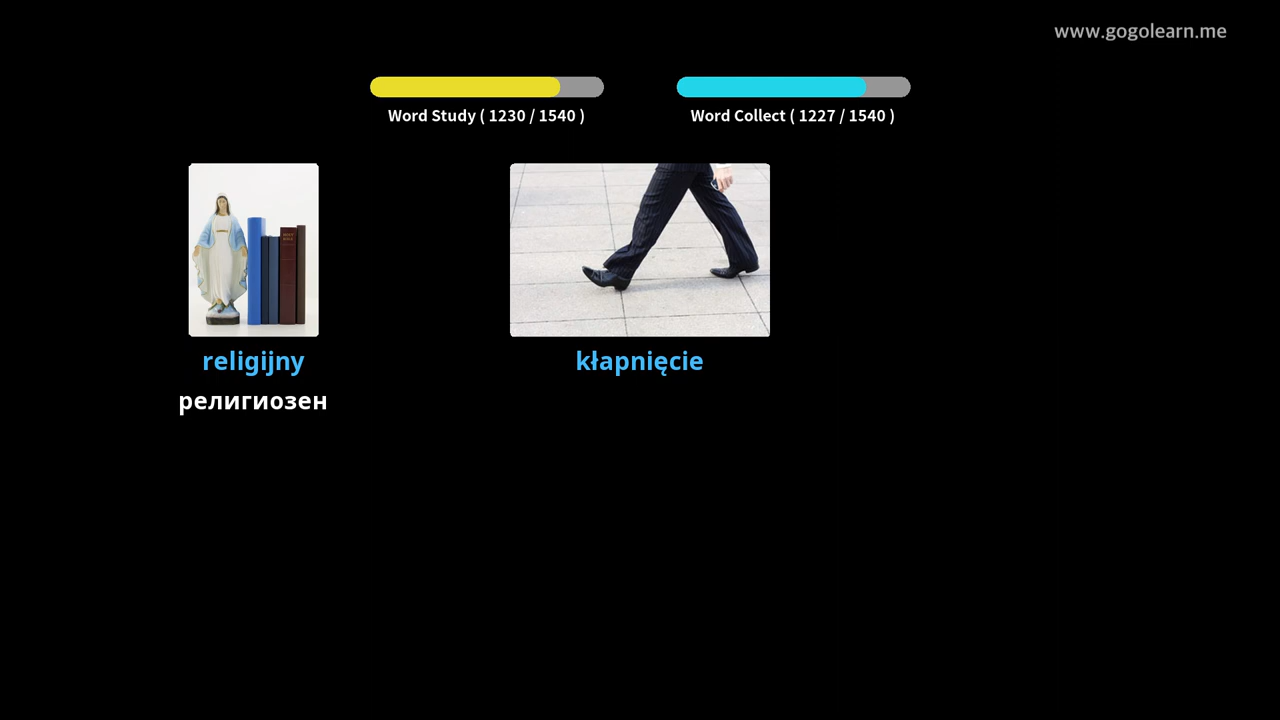 www.gogolearn.me
Word Study ( 1230 / 1540 )
Word Collect ( 1227 / 1540 )
religijny
религиозен
kłapnięcie